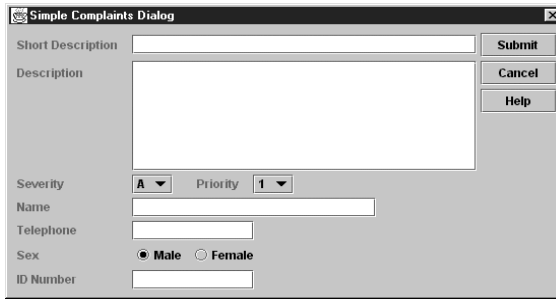 Simple Complaints Dialog
Short Description Submit
Description Cancel
Help
Severity A Priority 1
Name
Telephone
Sex Male Female
ID Number